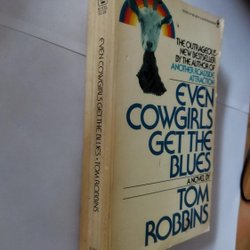 THE OUTRAGEOUS
NEW BESTSELLER
BY THE AUTHOR OF
ANOTHER ROADSIDE
ATTRACTION
EVEN
COWGIRLS
GET THE
BLUES
A NOVEL BY
TOM
ROBBINS
EVEN COWGIRLS GET THE BLUES • TOM ROBBINS